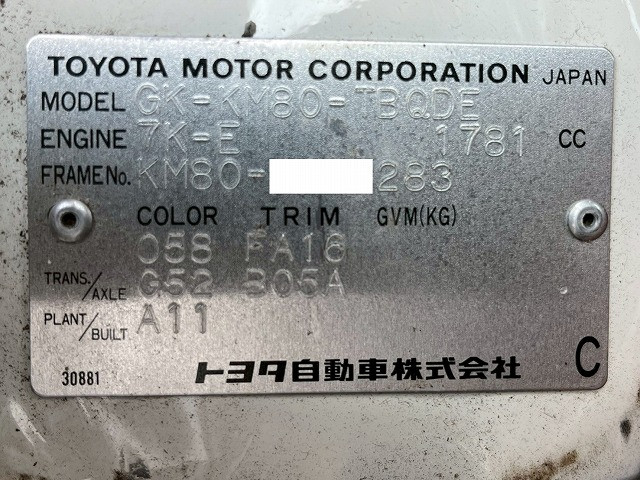 TOYOTA MOTOR CORPORATION JAPAN
MODEL GK-KM80-TBQDE
ENGINE 7K-E 1781 CC
FRAME No. KM80- 283
COLOR TRIM GVM(KG)
058 FA16
TRANS./AXLE G52 B05A
PLANT/BUILT A11
30881 トヨタ自動車株式会社 C